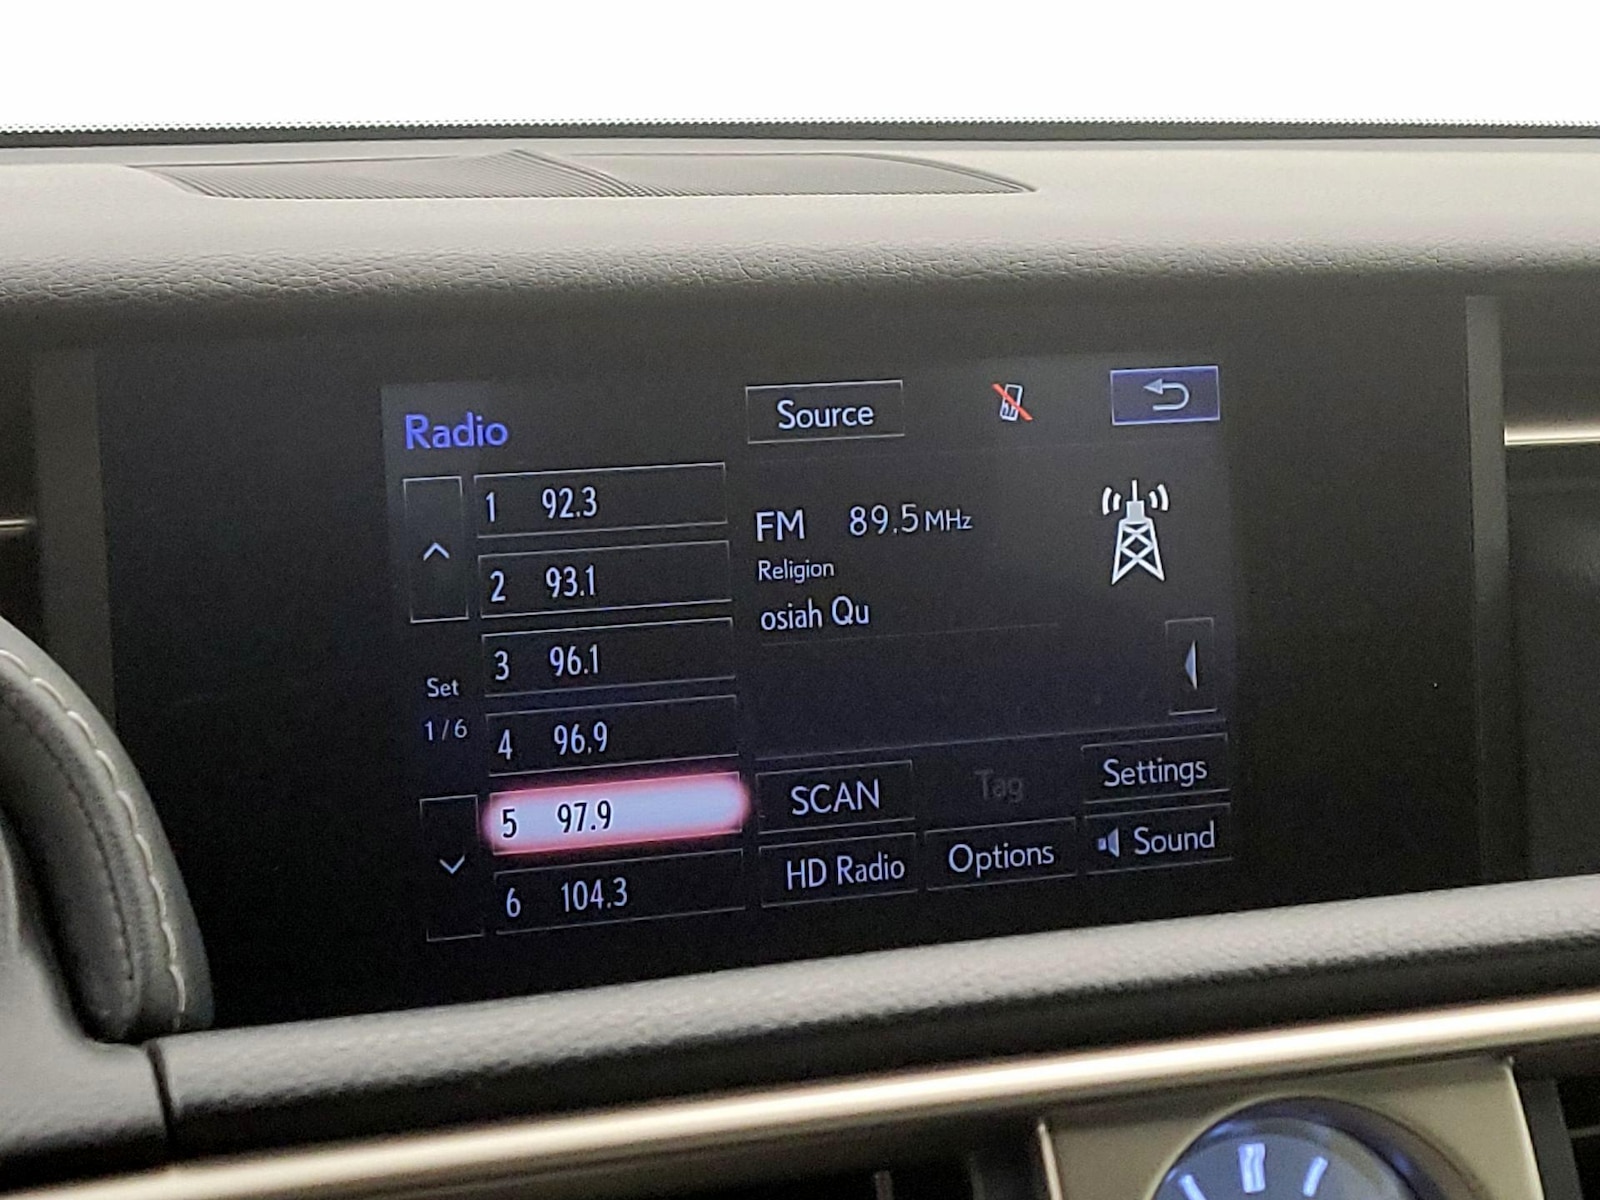 Radio
Source
1 92.3
2 93.1
3 96.1
4 96.9
5 97.9
6 104.3
Set
1/6
FM 89.5 MHz
Religion
osiah Qu
SCAN
Tag
Settings
HD Radio
Options
Sound